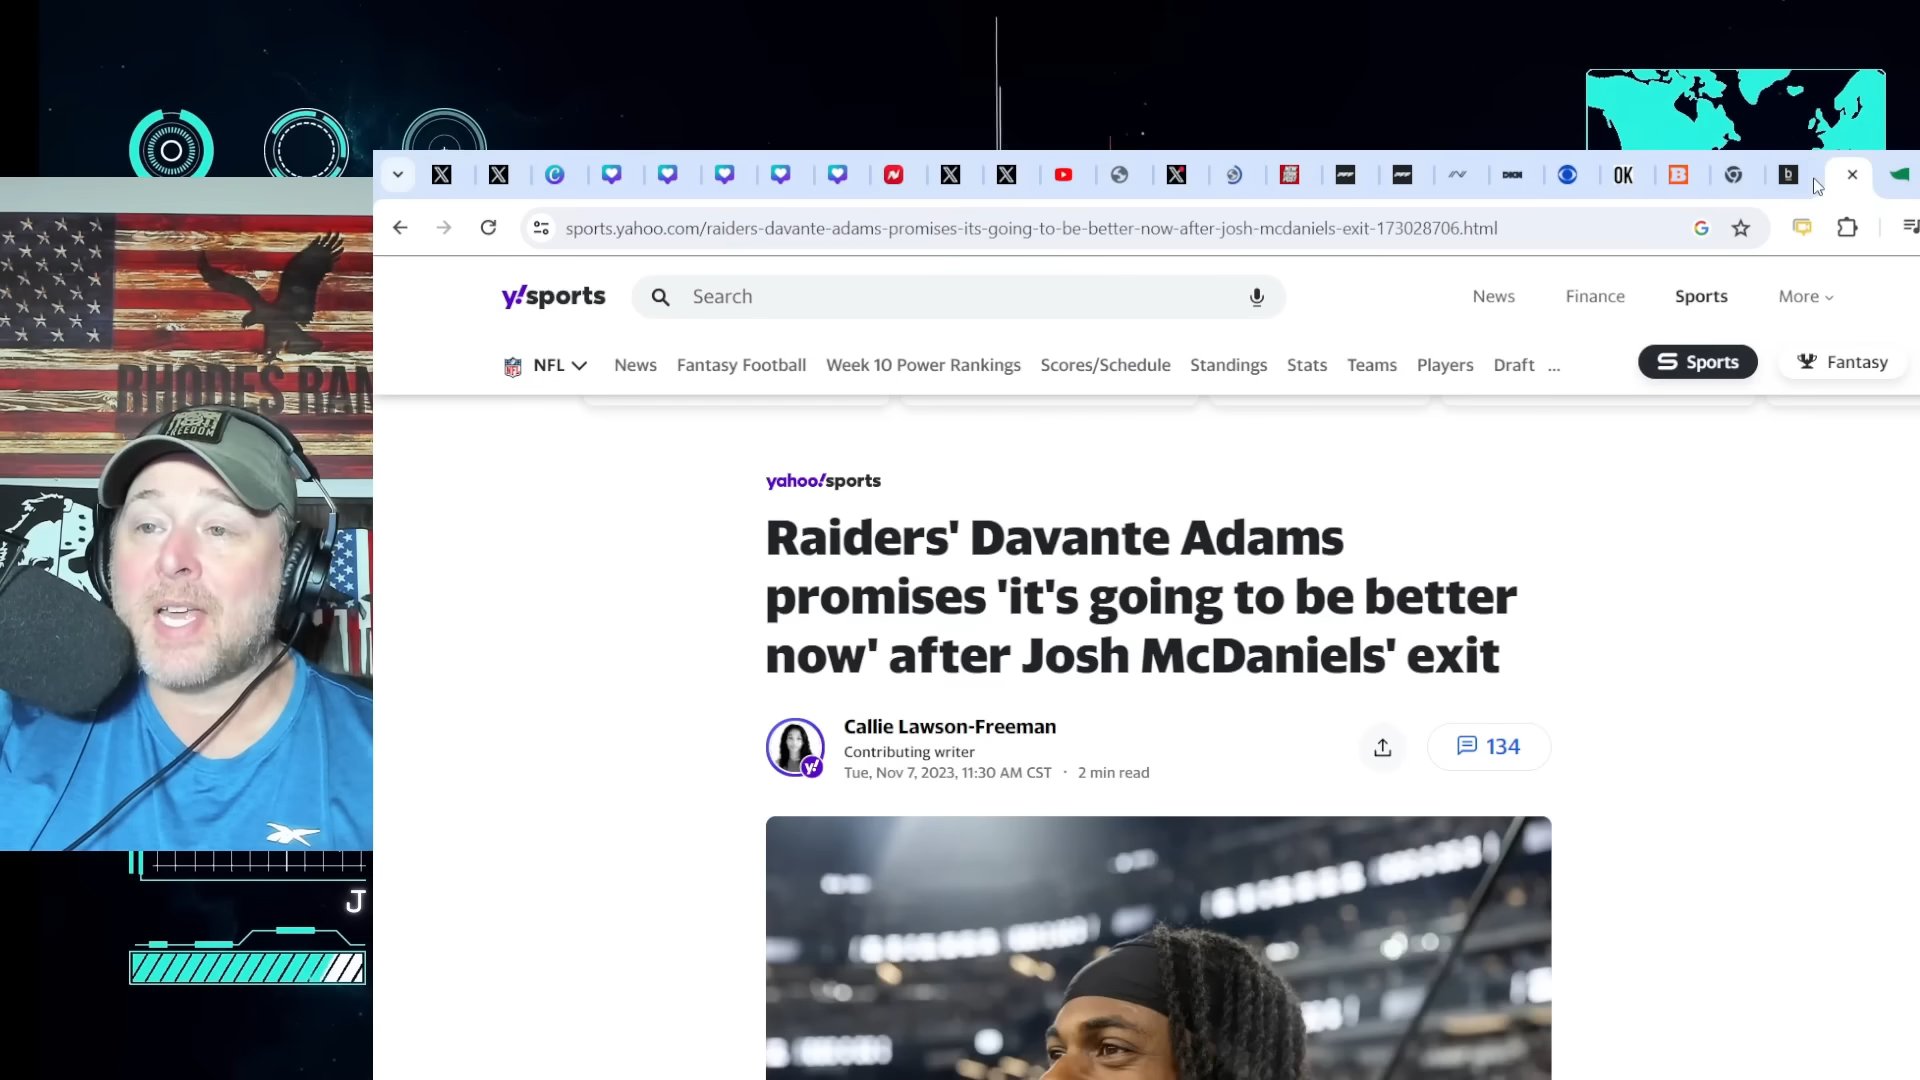 OK
sports.yahoo.com/raiders-davante-adams-promises-its-going-to-be-better-now-after-josh-mcdaniels-exit-173028706.html
y!sports
Search
News
Finance
Sports
More
NFL
News
Fantasy Football
Week 10 Power Rankings
Scores/Schedule
Standings
Stats
Teams
Players
Draft
...
Sports
Fantasy
RHODES RAN
FREEDOM
yahoo!sports
Raiders' Davante Adams
promises 'it's going to be better
now' after Josh McDaniels' exit
Callie Lawson-Freeman
Contributing writer
Tue, Nov 7, 2023, 11:30 AM CST · 2 min read
134
J